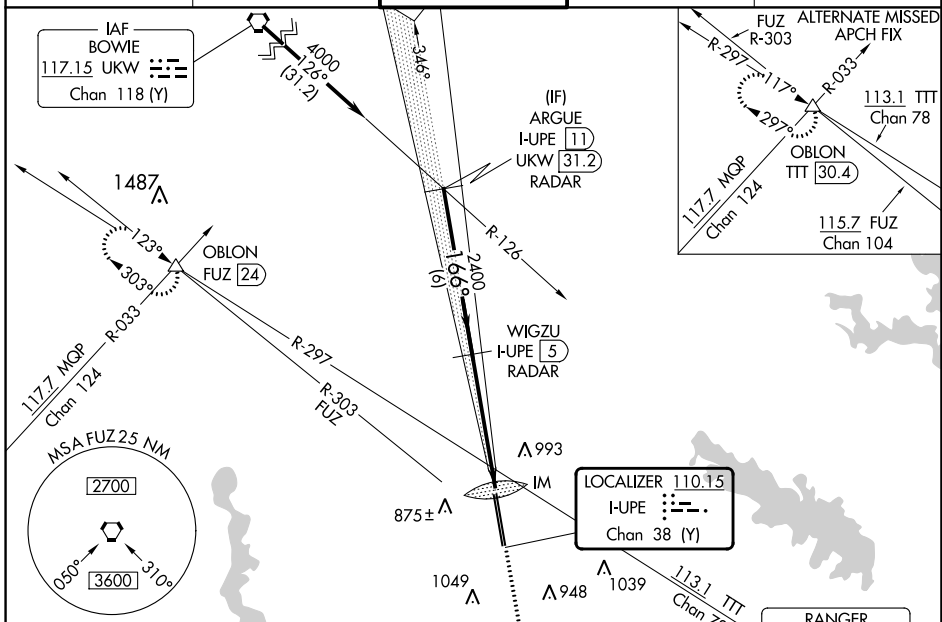 IAF
BOWIE
117.15 UKW
Chan 118 (Y)
4000
126°
(31.2)
346°
(IF)
ARGUE
I-UPE 11
UKW 31.2
RADAR
FUZ
R-303
ALTERNATE MISSED
APCH FIX
R-297
117°
R-033
297°
113.1 TTT
Chan 78
OBLON
TTT 30.4
117.7 MQP
Chan 124
115.7 FUZ
Chan 104
1487
123°
303°
OBLON
FUZ 24
R-126
2400
166°
(6)
R-033
117.7 MQP
Chan 124
R-297
R-303
FUZ
WIGZU
I-UPE 5
RADAR
MSA FUZ 25 NM
2700
050°
310°
3600
993
IM
875±
LOCALIZER 110.15
I-UPE
Chan 38 (Y)
1049
948
1039
113.1 TTT
RANGER